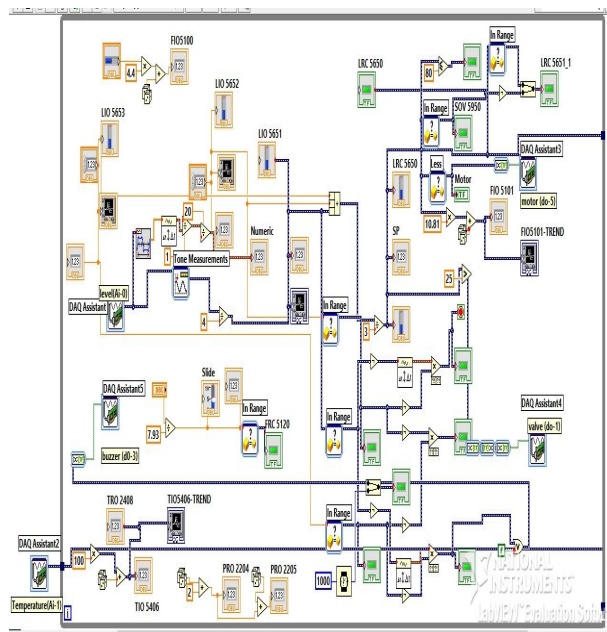 FIO5100
4.4
123
LIO 5652
LIO 5653
LIO 5651
20
1
Numeric
Tone Measurements
level(Ai-0)
DAQ Assistant
4
LRC 5650
80
In Range
LRC 5651_1
In Range
SOV 5950
DAQ Assistant3
LRC 5650
Less
Motor
TF
motor (do-5)
FIO 5101
10.81
SP
FIO5101-TREND
25
In Range
3
Slide
DAQ Assistant5
7.93
In Range
FRC 5120
buzzer (d0-3)
In Range
DAQ Assistant4
valve (do-1)
TRO 2408
TIO5406-TREND
In Range
DAQ Assistant2
100
TIO 5406
Temperature(Ai-1)
PRO 2204
PRO 2205
2
1000
i
NATIONAL
INSTRUMENTS
LabVIEW Evaluation Softw